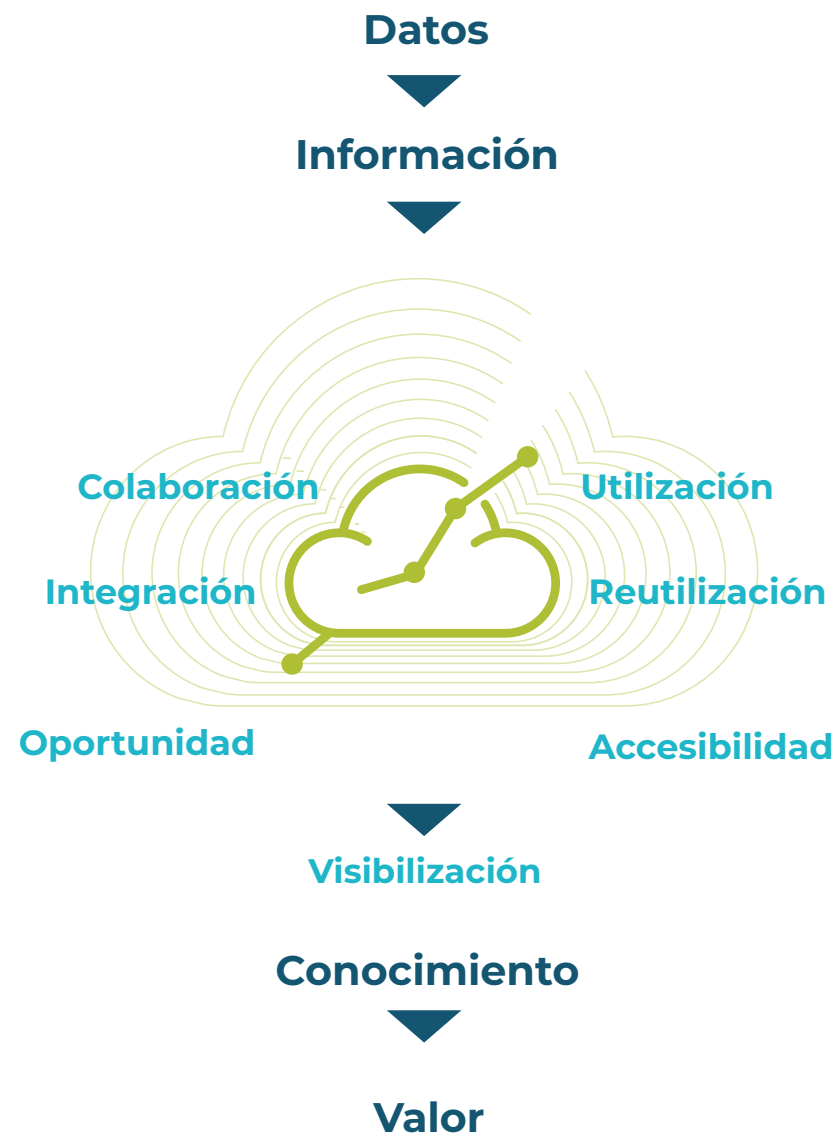 Datos
Información
Colaboración
Utilización
Integración
Reutilización
Oportunidad
Accesibilidad
Visibilización
Conocimiento
Valor